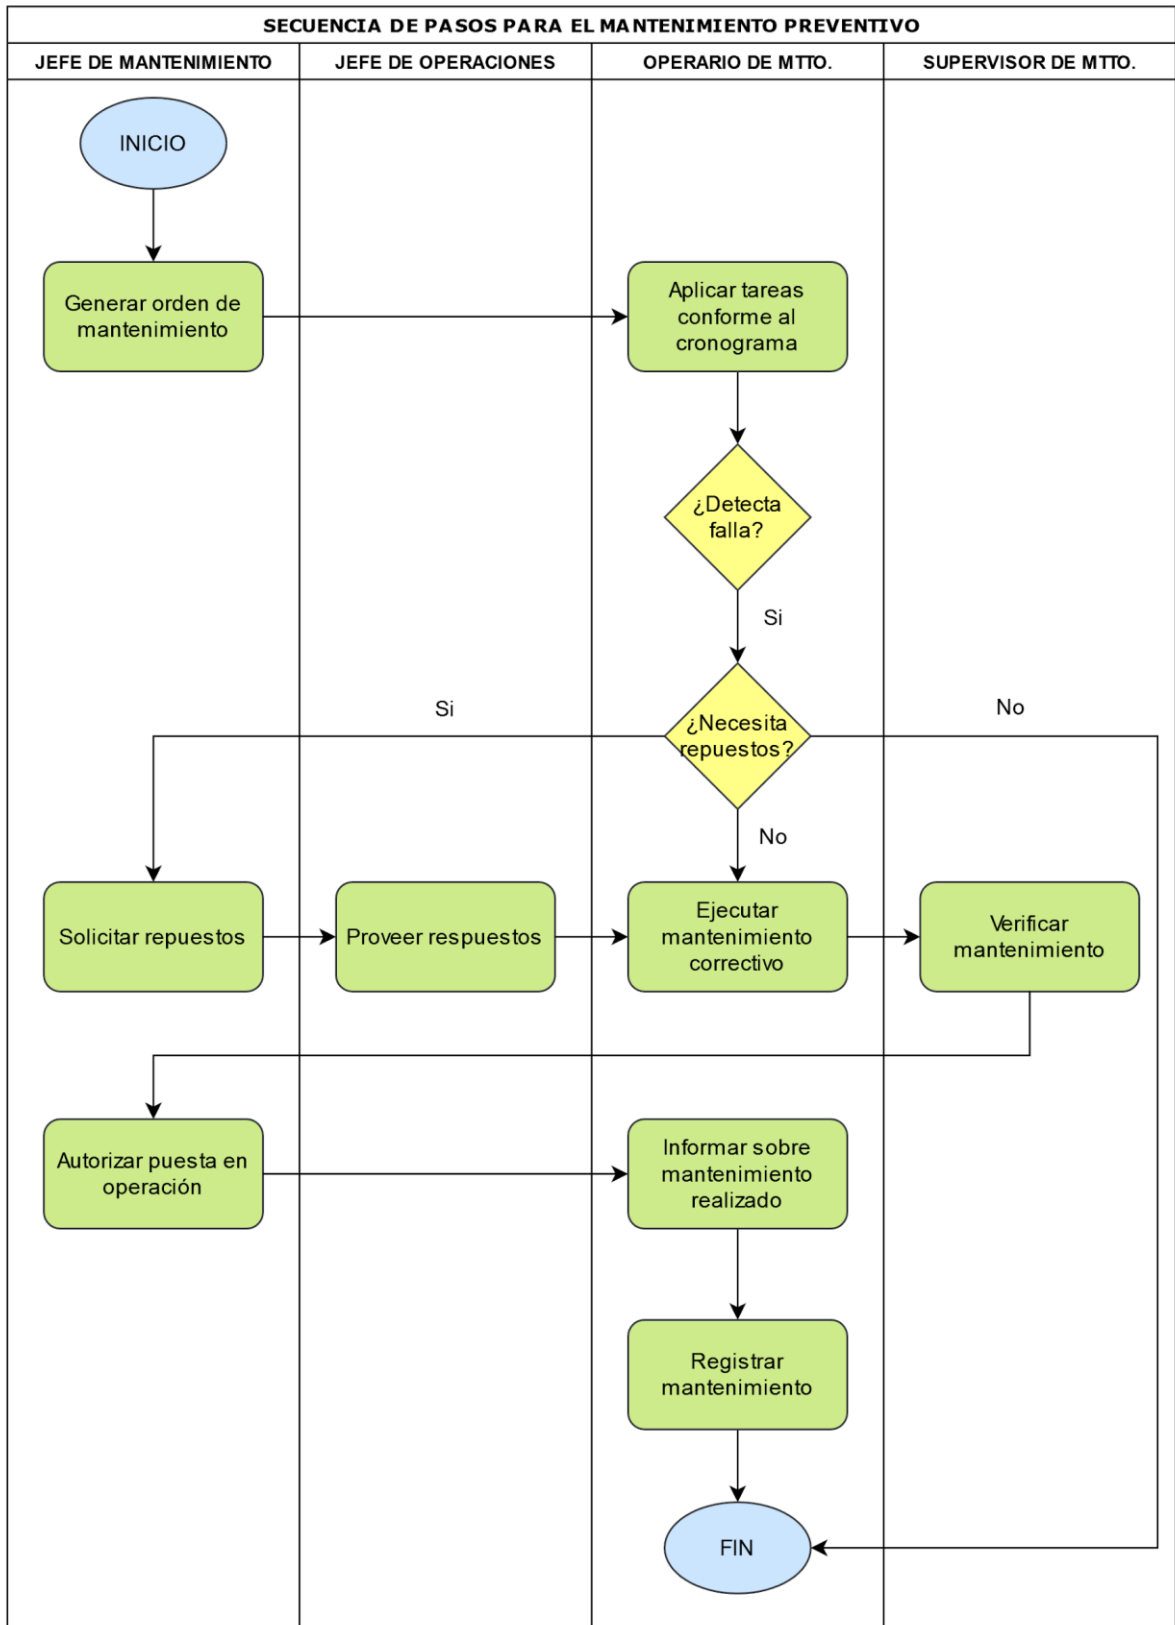 SECUENCIA DE PASOS PARA EL MANTENIMIENTO PREVENTIVO
JEFE DE MANTENIMIENTO
JEFE DE OPERACIONES
OPERARIO DE MTTO.
SUPERVISOR DE MTTO.
INICIO
Generar orden de
mantenimiento
Aplicar tareas
conforme al
cronograma
¿Detecta
falla?
Si
¿Necesita
repuestos?
Si
No
No
Solicitar repuestos
Proveer respuestos
Ejecutar
mantenimiento
correctivo
Verificar
mantenimiento
Autorizar puesta en
operación
Informar sobre
mantenimiento
realizado
Registrar
mantenimiento
FIN